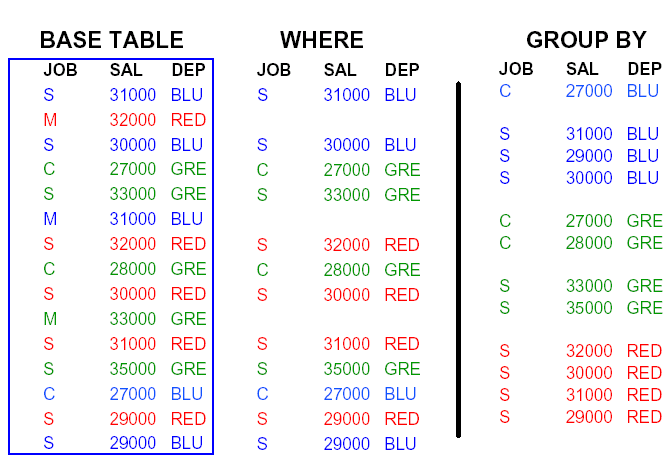 BASE TABLE
JOB SAL DEP
S 31000 BLU
M 32000 RED
S 30000 BLU
C 27000 GRE
S 33000 GRE
M 31000 BLU
S 32000 RED
C 28000 GRE
S 30000 RED
M 33000 GRE
S 31000 RED
S 35000 GRE
C 27000 BLU
S 29000 RED
S 29000 BLU
WHERE
JOB SAL DEP
S 31000 BLU
S 30000 BLU
C 27000 GRE
S 33000 GRE
S 32000 RED
C 28000 GRE
S 30000 RED
S 31000 RED
S 35000 GRE
C 27000 BLU
S 29000 RED
S 29000 BLU
GROUP BY
JOB SAL DEP
C 27000 BLU
S 31000 BLU
S 29000 BLU
S 30000 BLU
C 27000 GRE
C 28000 GRE
S 33000 GRE
S 35000 GRE
S 32000 RED
S 30000 RED
S 31000 RED
S 29000 RED